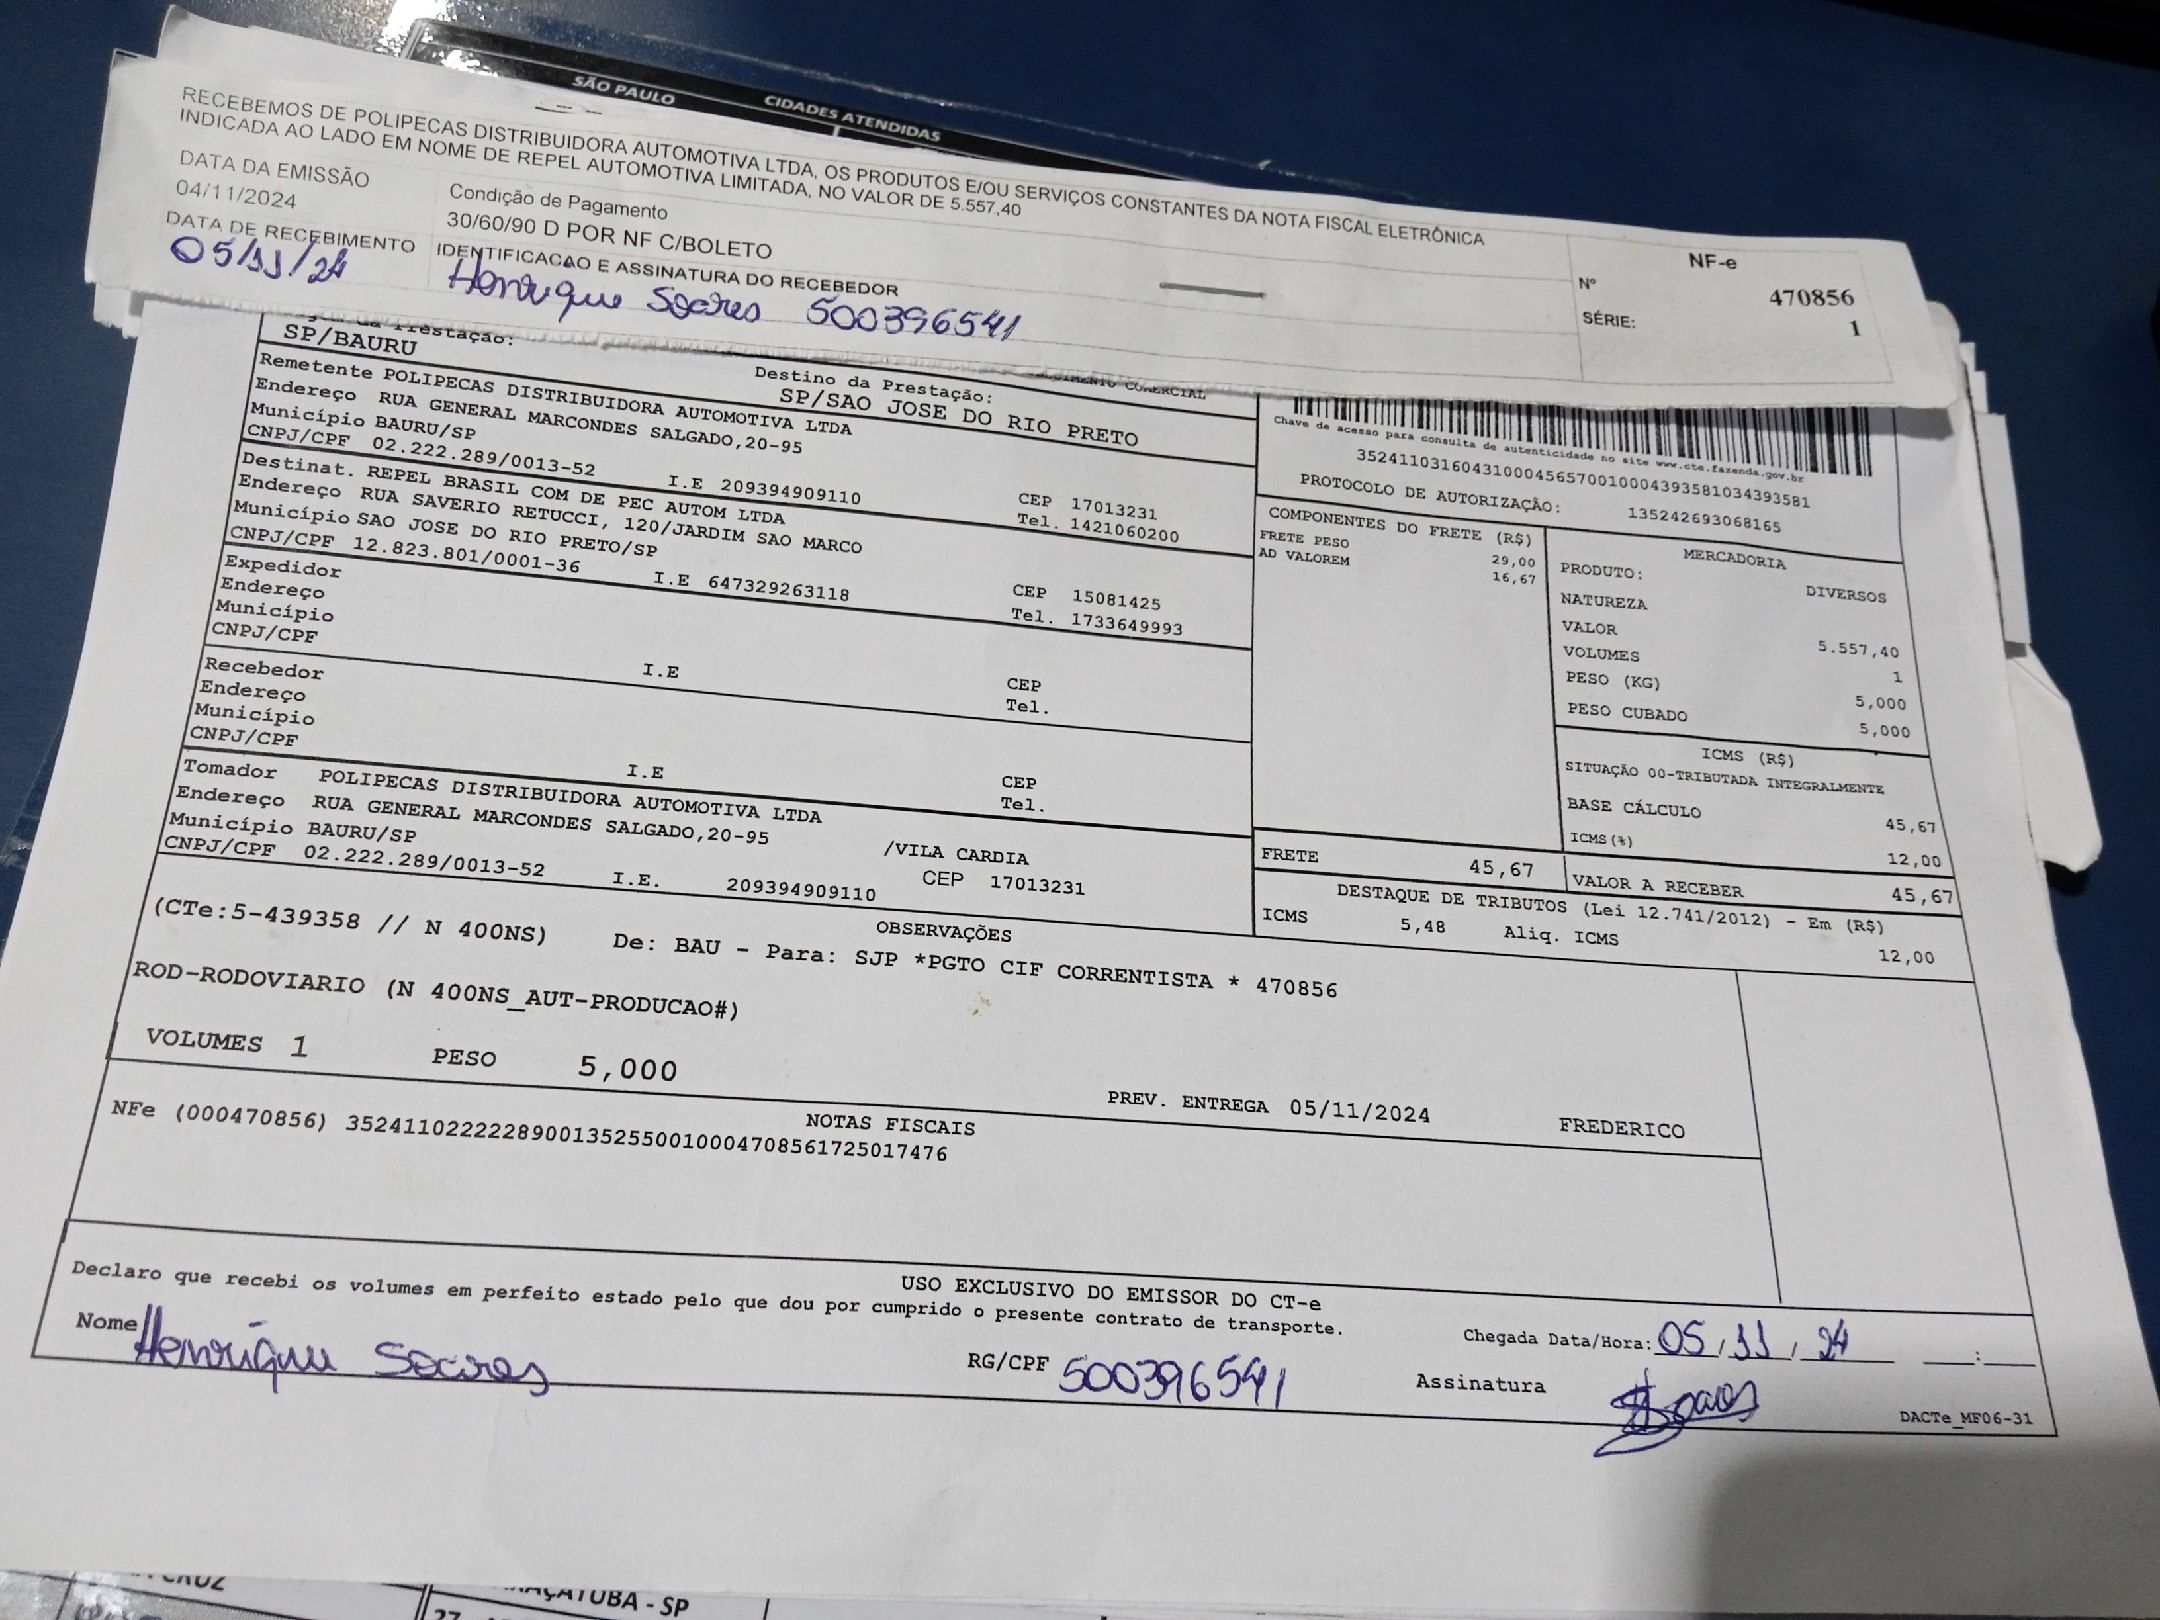 SÃO PAULO
CIDADES ATENDIDAS
RECEBEMOS DE POLIPECAS DISTRIBUIDORA AUTOMOTIVA LTDA, OS PRODUTOS E/OU SERVIÇOS CONSTANTES DA NOTA FISCAL ELETRÔNICA
INDICADA AO LADO EM NOME DE REPEL AUTOMOTIVA LIMITADA, NO VALOR DE 5.557,40
DATA DA EMISSÃO
04/11/2024
Condição de Pagamento
30/60/90 D POR NF C/BOLETO
DATA DE RECEBIMENTO
05/11/24
IDENTIFICACAO E ASSINATURA DO RECEBEDOR
Henrique Soares 500396541
NF-e
Nº 470856
SÉRIE: 1
Prestação:
SP/BAURU
Destino da Prestação:
SP/SAO JOSE DO RIO PRETO
COMERCIAL
Remetente POLIPECAS DISTRIBUIDORA AUTOMOTIVA LTDA
Endereço RUA GENERAL MARCONDES SALGADO,20-95
Município BAURU/SP CEP 17013231
CNPJ/CPF 02.222.289/0013-52 I.E 209394909110 Tel. 1421060200
Destinat. REPEL BRASIL COM DE PEC AUTOM LTDA
Endereço RUA SAVERIO RETUCCI, 120/JARDIM SAO MARCO
Município SAO JOSE DO RIO PRETO/SP CEP 15081425
CNPJ/CPF 12.823.801/0001-36 I.E 647329263118 Tel. 1733649993
Expedidor
Endereço
Município CEP
CNPJ/CPF I.E Tel.
Recebedor
Endereço
Município CEP
CNPJ/CPF I.E Tel.
Tomador POLIPECAS DISTRIBUIDORA AUTOMOTIVA LTDA
Endereço RUA GENERAL MARCONDES SALGADO,20-95 /VILA CARDIA
Município BAURU/SP CEP 17013231
CNPJ/CPF 02.222.289/0013-52 I.E. 209394909110
Chave de acesso para consulta de autenticidade no site www.cte.fazenda.gov.br
35241103160431000456570010004393581034393581
PROTOCOLO DE AUTORIZAÇÃO: 135242693068165
COMPONENTES DO FRETE (R$)
FRETE PESO 29,00
AD VALOREM 16,67
MERCADORIA
PRODUTO: DIVERSOS
NATUREZA
VALOR 5.557,40
VOLUMES 1
PESO (KG) 5,000
PESO CUBADO 5,000
ICMS (R$)
SITUAÇÃO 00-TRIBUTADA INTEGRALMENTE
BASE CÁLCULO 45,67
ICMS(%) 12,00
FRETE 45,67
VALOR A RECEBER 45,67
DESTAQUE DE TRIBUTOS (Lei 12.741/2012) - Em (R$)
ICMS 5,48 Aliq. ICMS 12,00
OBSERVAÇÕES
(CTe:5-439358 // N 400NS) De: BAU - Para: SJP *PGTO CIF CORRENTISTA * 470856
ROD-RODOVIARIO (N 400NS_AUT-PRODUCAO#)
VOLUMES 1 PESO 5,000 PREV. ENTREGA 05/11/2024 FREDERICO
NOTAS FISCAIS
NFe (000470856) 35241102222289001352550010004708561725017476
USO EXCLUSIVO DO EMISSOR DO CT-e
Declaro que recebi os volumes em perfeito estado pelo que dou por cumprido o presente contrato de transporte.
Chegada Data/Hora: 05/11/24 __:__
Nome Henrique Soares RG/CPF 500396541 Assinatura Soares
DACTe_MF06-31
CRUZ
ARAÇATUBA - SP
27